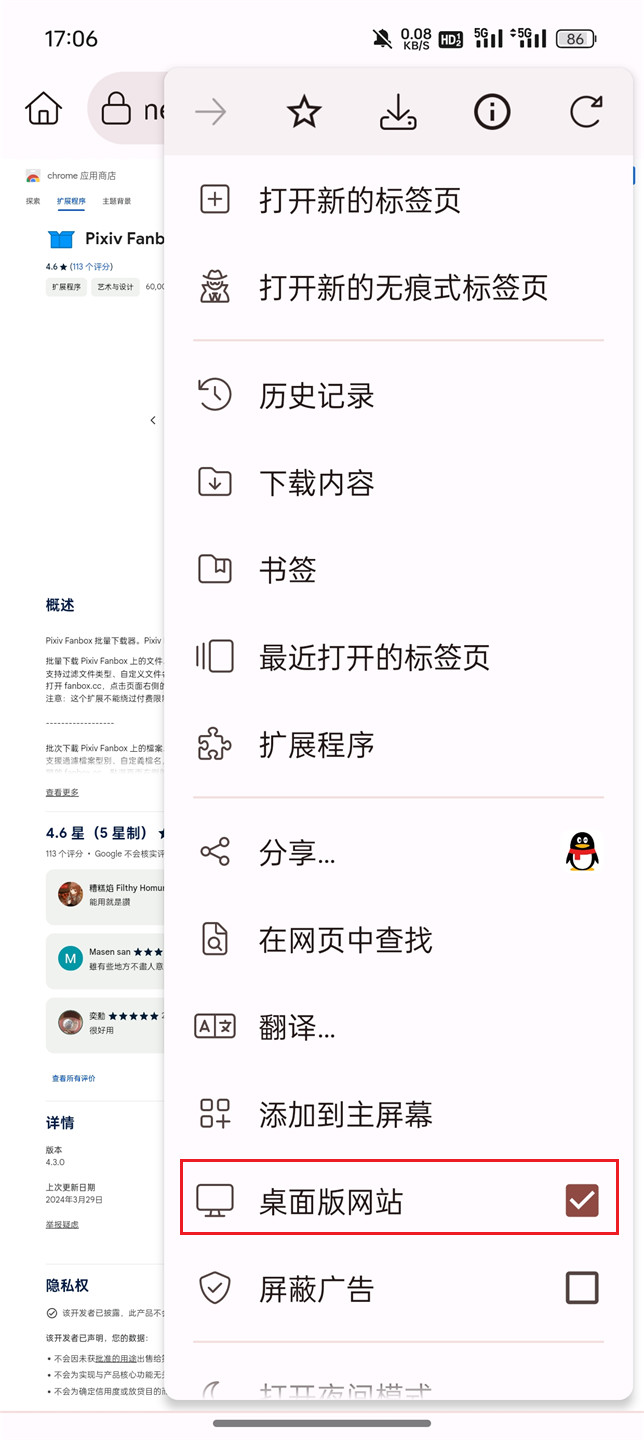 17:06
0.08
KB/S
HD
5G
5G
86
ne
chrome 应用商店
探索
扩展程序
主题背景
Pixiv Fanb
4.6 ★ (113 个评分)
扩展程序
艺术与设计
60,00
打开新的标签页
打开新的无痕式标签页
历史记录
下载内容
书签
最近打开的标签页
扩展程序
分享...
在网页中查找
翻译...
添加到主屏幕
桌面版网站
屏蔽广告
打开夜间模式
概述
Pixiv Fanbox 批量下载器。Pixiv
批量下载 Pixiv Fanbox 上的文件
支持过滤文件类型，自定义文件
打开 fanbox.cc，点击页面右侧的
注意：这个扩展不能绕过付费限
-----------------
批次下载 Pixiv Fanbox 上的檔案
支援過濾檔案型別，自定義檔名
查看更多
4.6 星（5 星制）
113 个评分 • Google 不会核实评
糟糕焰 Filthy Homu
能用就是讚
M
Masen san ★★★
雖有些地方不盡人意
奕勳 ★★★★★ 2
很好用
查看所有评价
详情
版本
4.3.0
上次更新日期
2024年3月29日
举报疑虑
隐私权
该开发者已披露，此产品不
该开发者已声明，您的数据：
• 不会因未获批准的用途出售给
• 不会为实现与产品核心功能无
• 不会为确定信用度或放贷目的